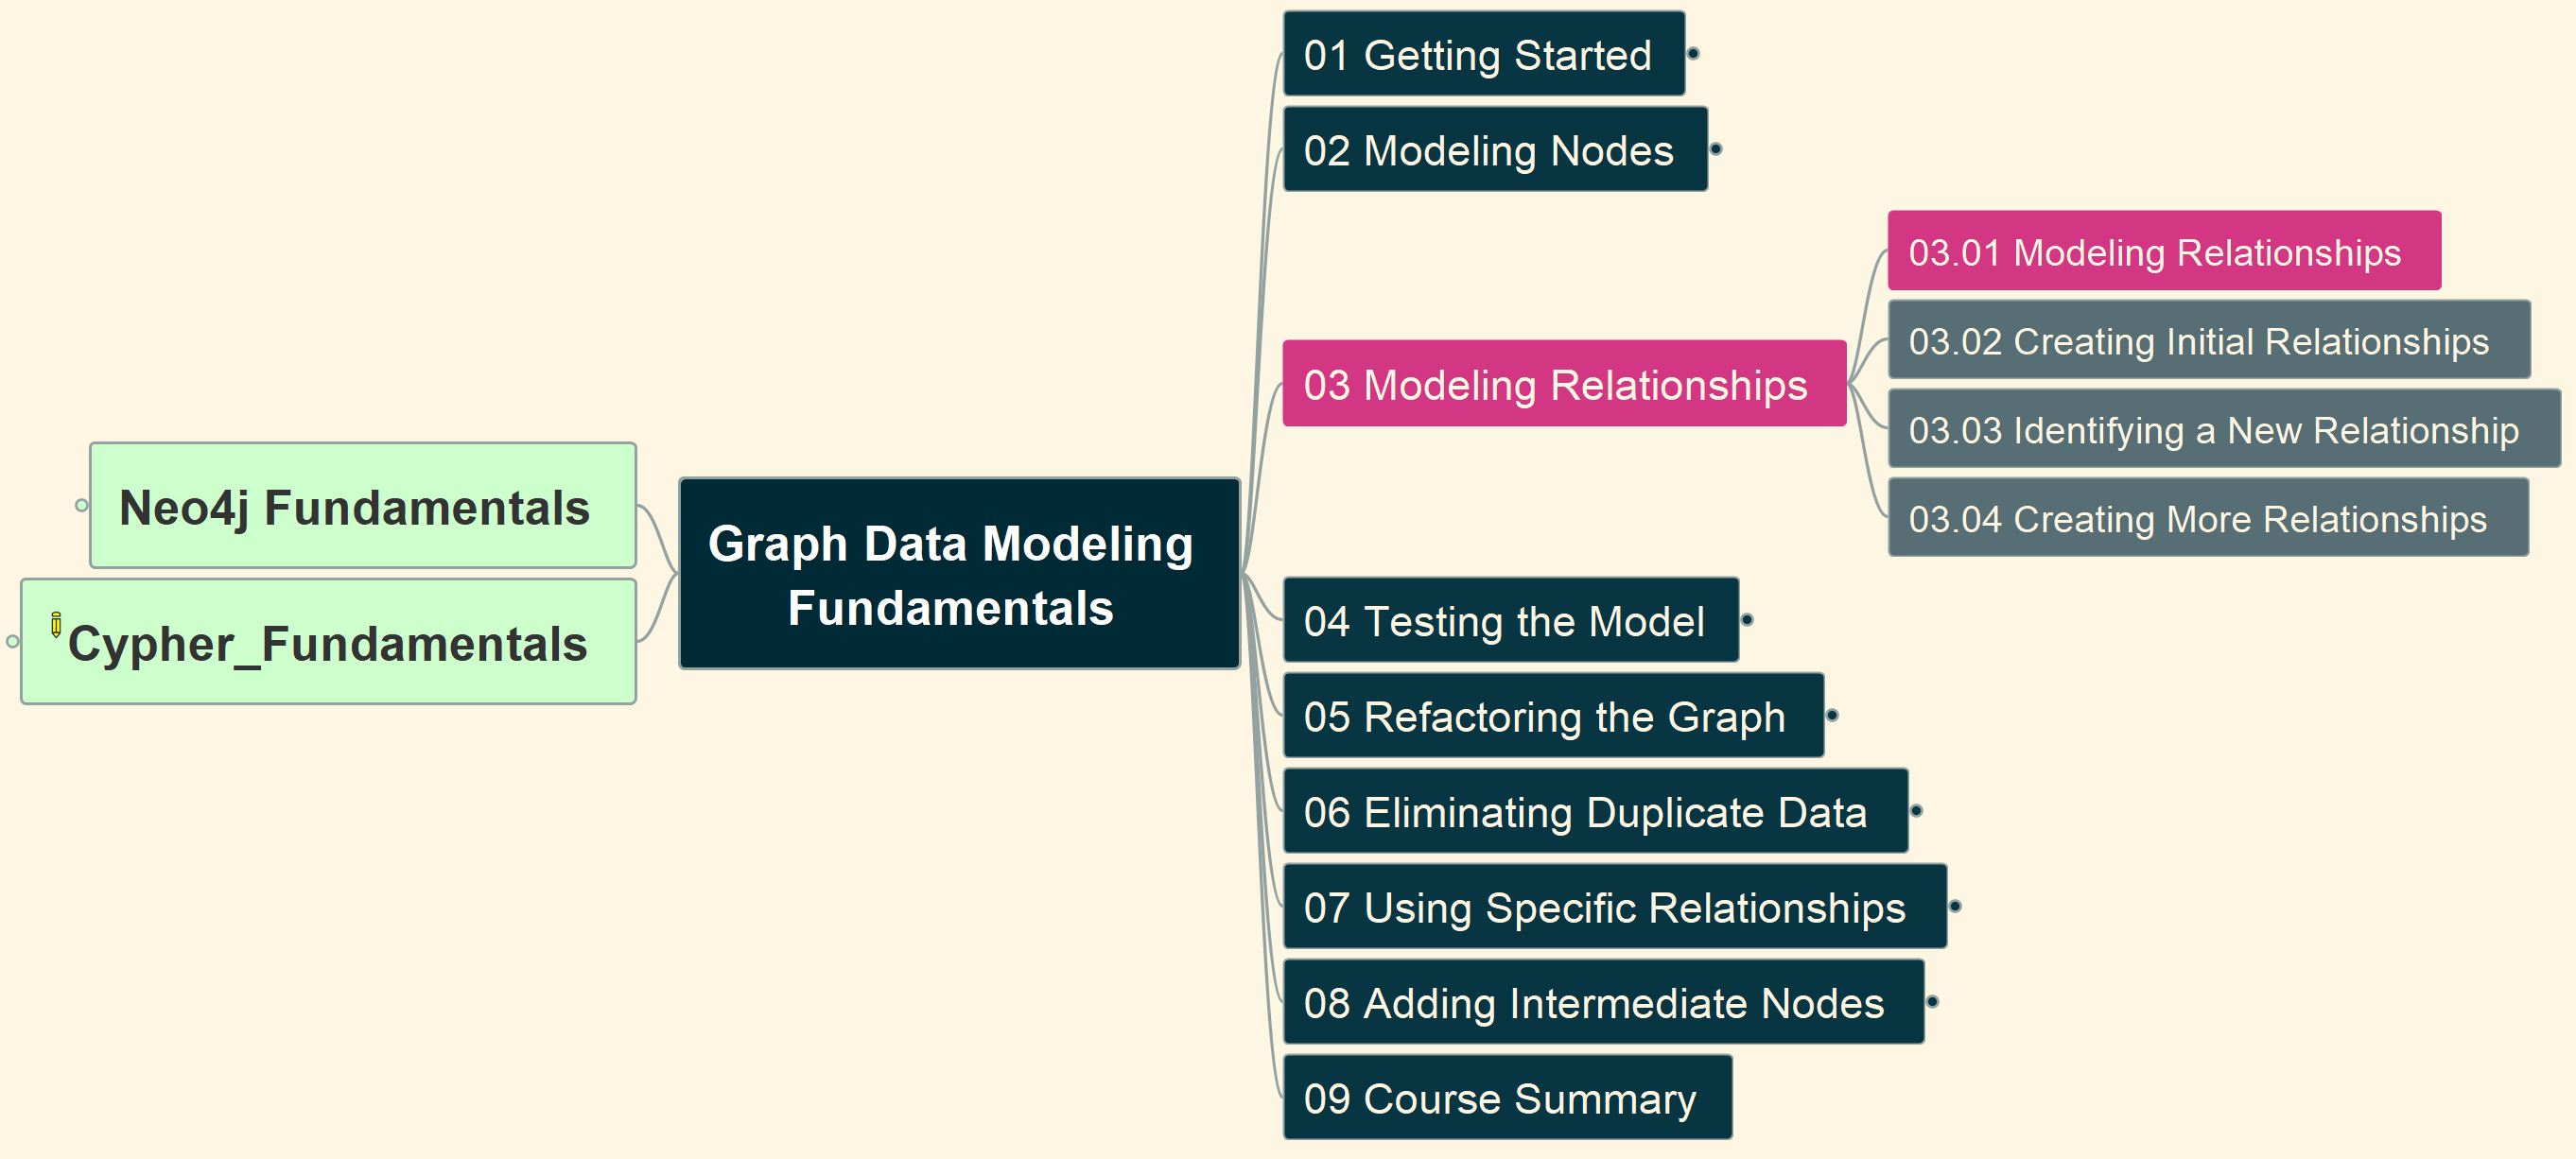 Neo4j Fundamentals
Cypher_Fundamentals
Graph Data Modeling
Fundamentals
01 Getting Started
02 Modeling Nodes
03 Modeling Relationships
03.01 Modeling Relationships
03.02 Creating Initial Relationships
03.03 Identifying a New Relationship
03.04 Creating More Relationships
04 Testing the Model
05 Refactoring the Graph
06 Eliminating Duplicate Data
07 Using Specific Relationships
08 Adding Intermediate Nodes
09 Course Summary